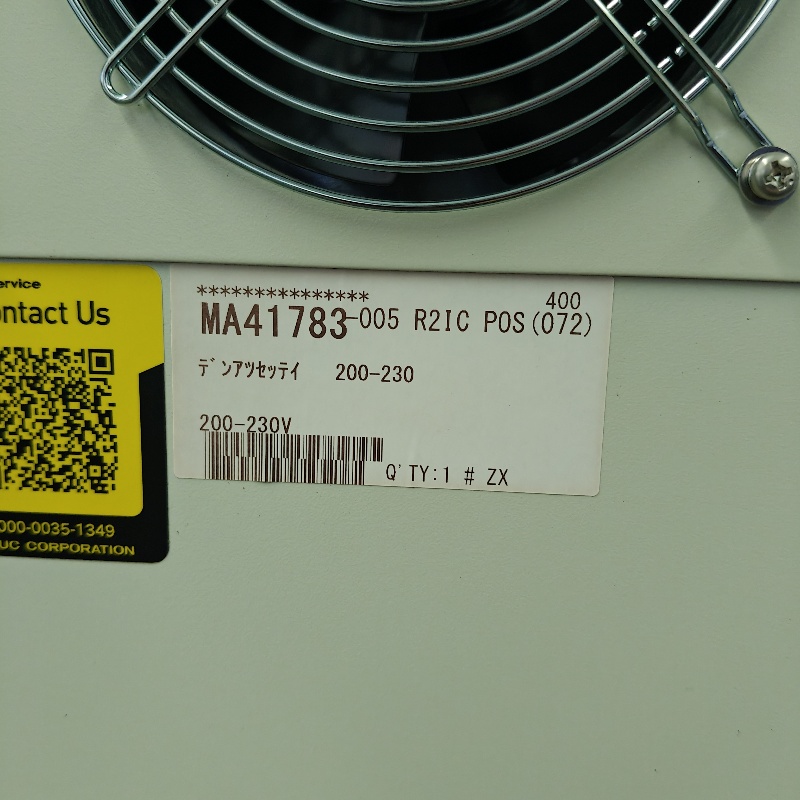 ervice
ontact Us
000-0035-1349
UC CORPORATION
***************
400
MA41783-005 R2IC POS(072)
ﾃﾞﾝｱﾂｾｯﾃｲ 200-230
200-230V
Q'TY:1 # ZX